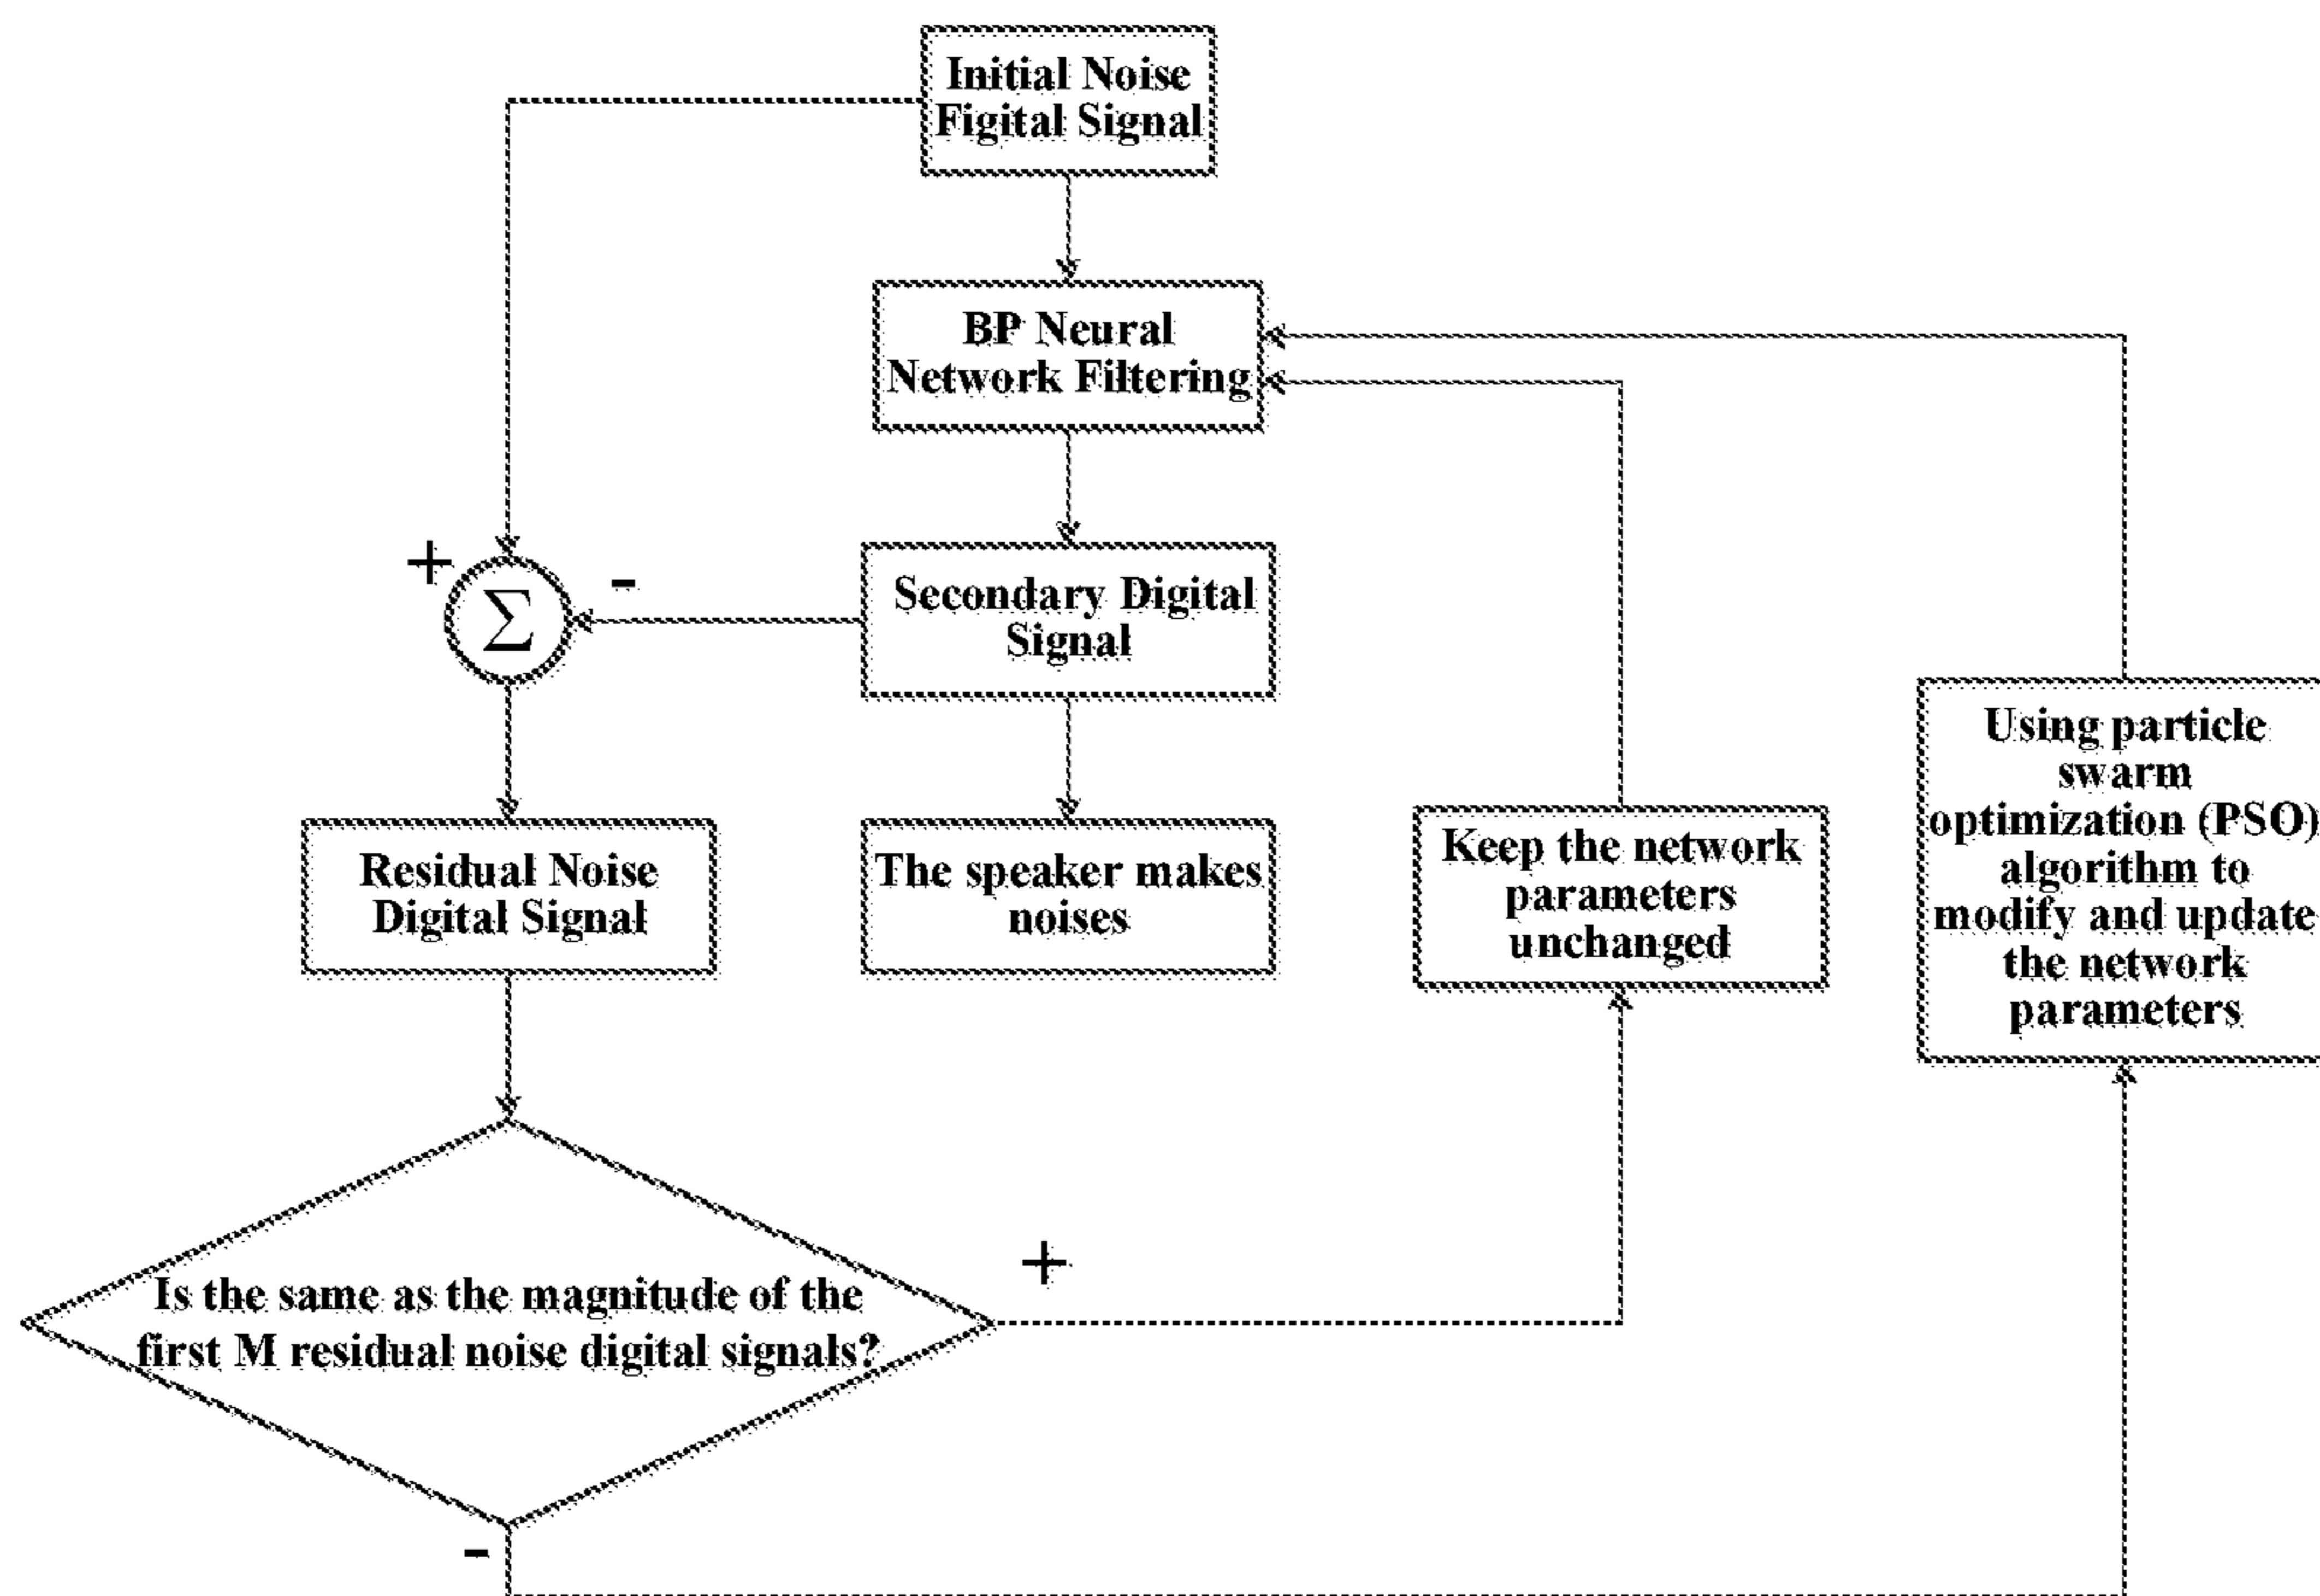 Initial Noise
Figital Signal
BP Neural
Network Filtering
+
-
Σ
Secondary Digital
Signal
Residual Noise
Digital Signal
The speaker makes
noises
Keep the network
parameters
unchanged
Using particle
swarm
optimization (PSO)
algorithm to
modify and update
the network
parameters
Is the same as the magnitude of the
first M residual noise digital signals?
+
-